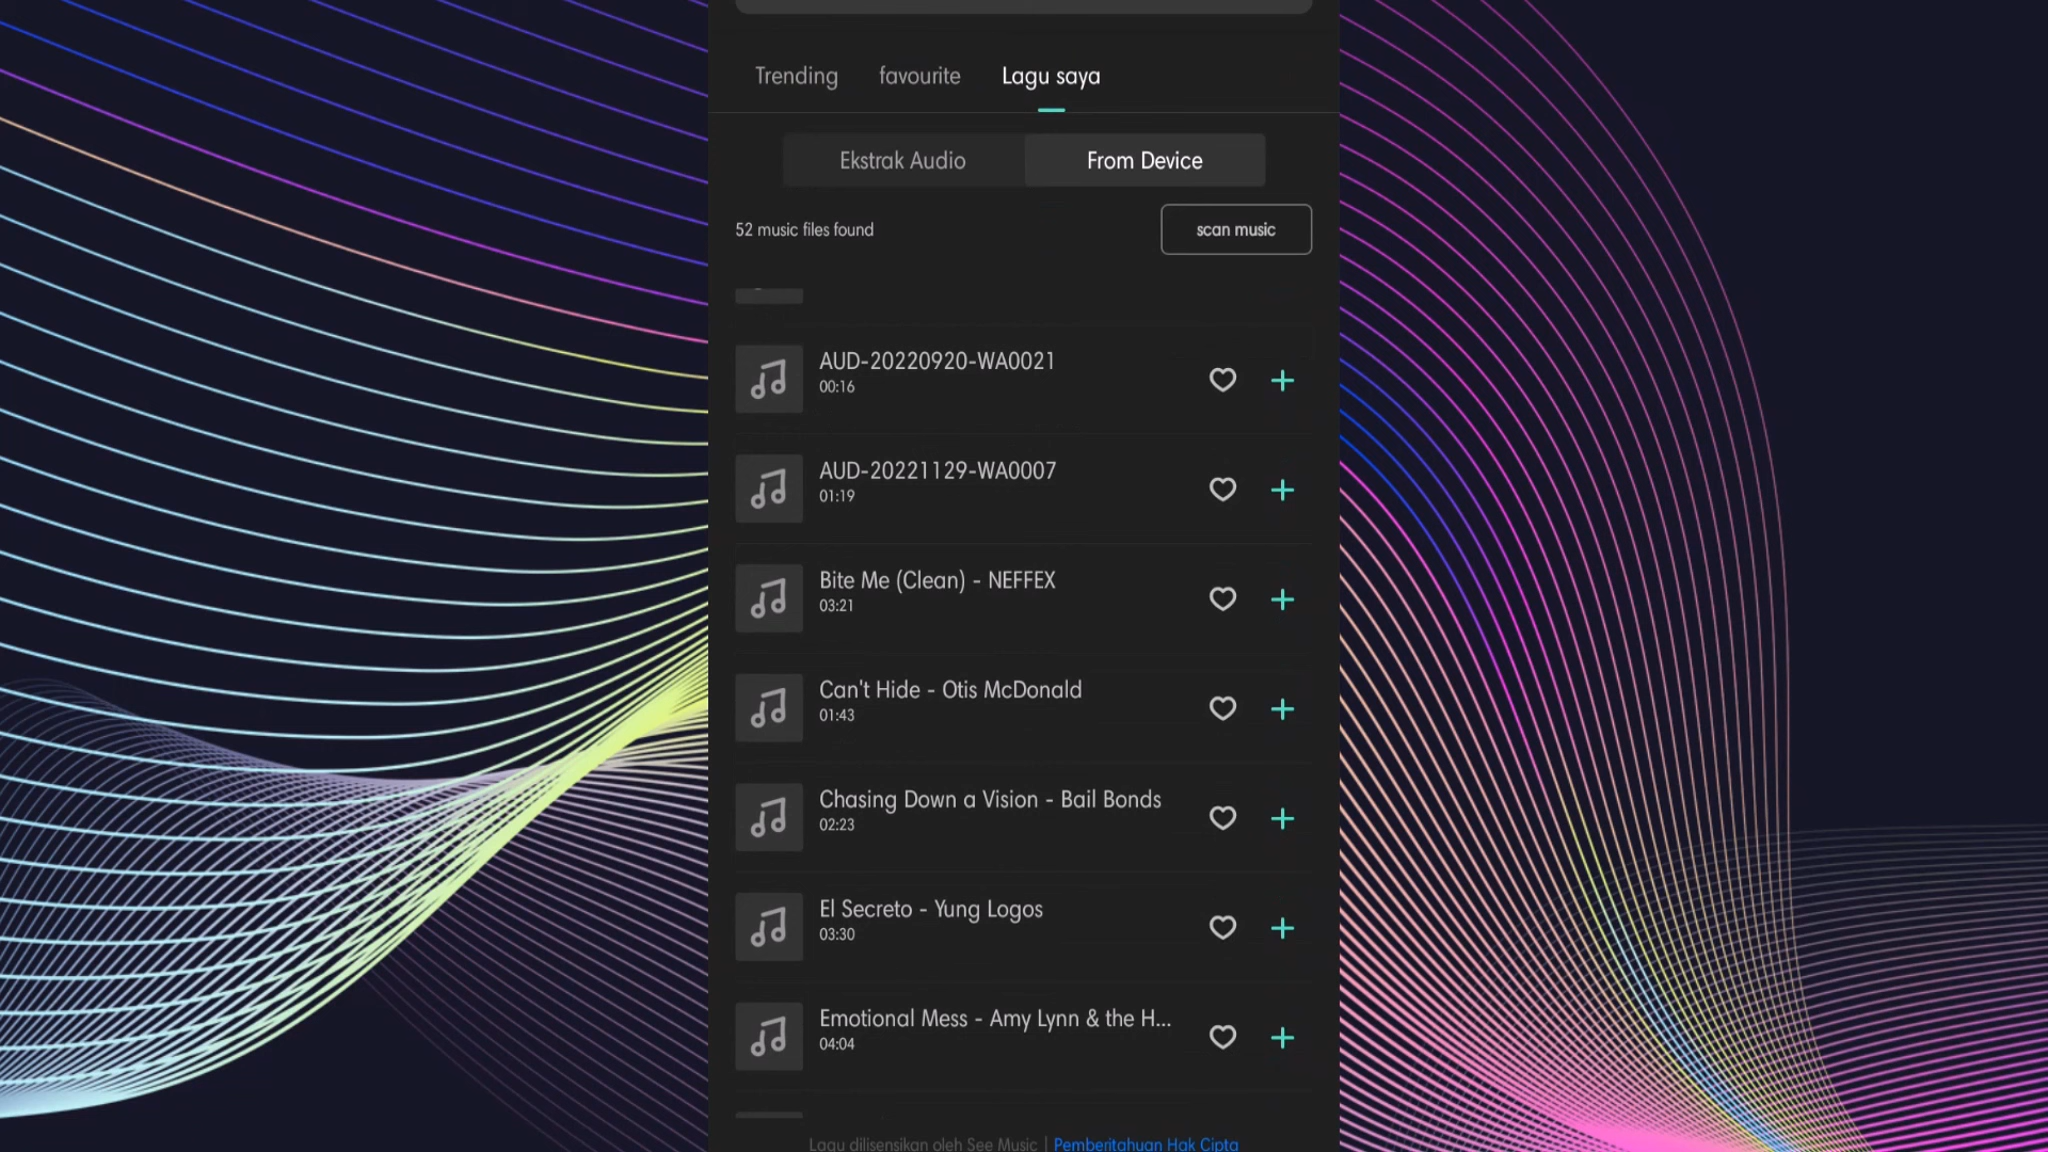 Trending favourite Lagu saya
Ekstrak Audio From Device
52 music files found scan music
AUD-20220920-WA0021
00:16
AUD-20221129-WA0007
01:19
Bite Me (Clean) - NEFFEX
03:21
Can't Hide - Otis McDonald
01:43
Chasing Down a Vision - Bail Bonds
02:23
El Secreto - Yung Logos
03:30
Emotional Mess - Amy Lynn & the H...
04:04
Lagu dilisensikan oleh See Music | Pemberitahuan Hak Cipta